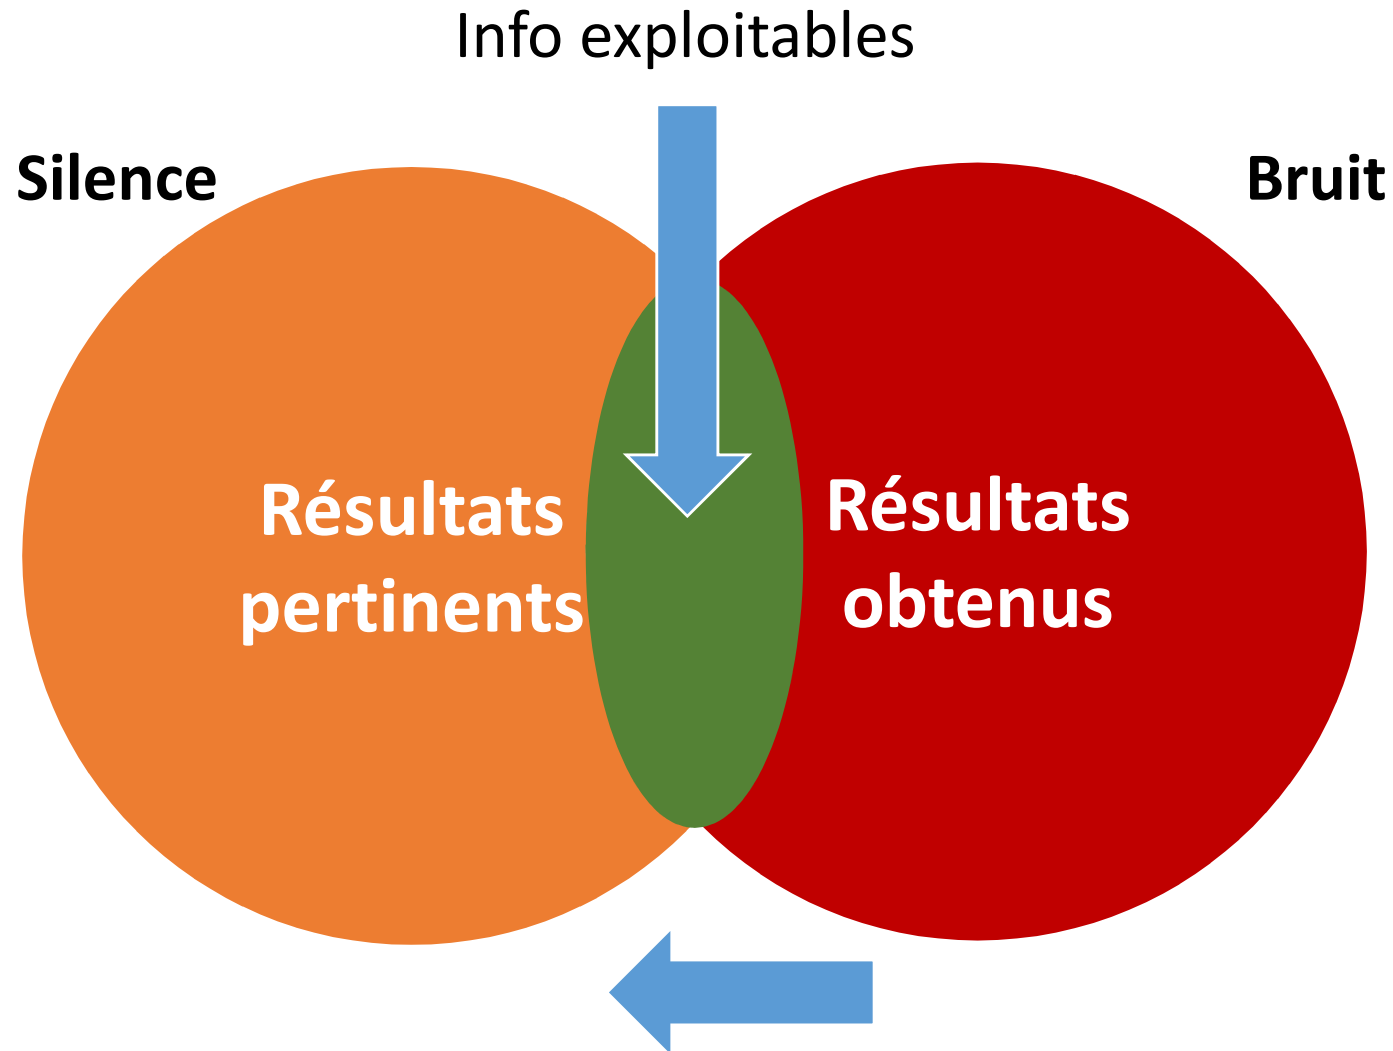 Info exploitables
Silence
Bruit
Résultats
pertinents
Résultats
obtenus